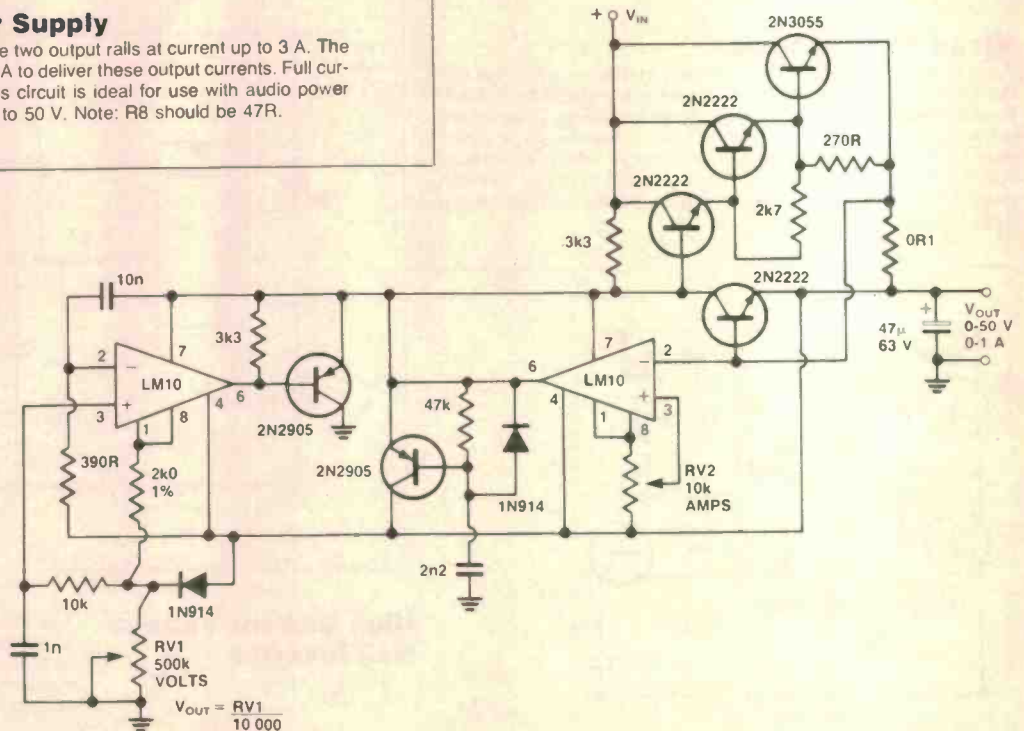 Supply
e two output rails at current up to 3 A. The
A to deliver these output currents. Full cur-
s circuit is ideal for use with audio power
to 50 V. Note: R8 should be 47R.
+ VIN
2N3055
2N2222
270R
2N2222
2k7
3k3
0R1
10n
2N2222
VOUT
0-50 V
0-1 A
+
47µ
63 V
3k3
2
7
−
LM10
+
3
1
8
4
6
2N2905
390R
2k0
1%
47k
6
7
2
−
LM10
+
3
4
1
8
2N2905
1N914
RV2
10k
AMPS
2n2
10k
1N914
1n
RV1
500k
VOLTS
VOUT = RV1
10 000